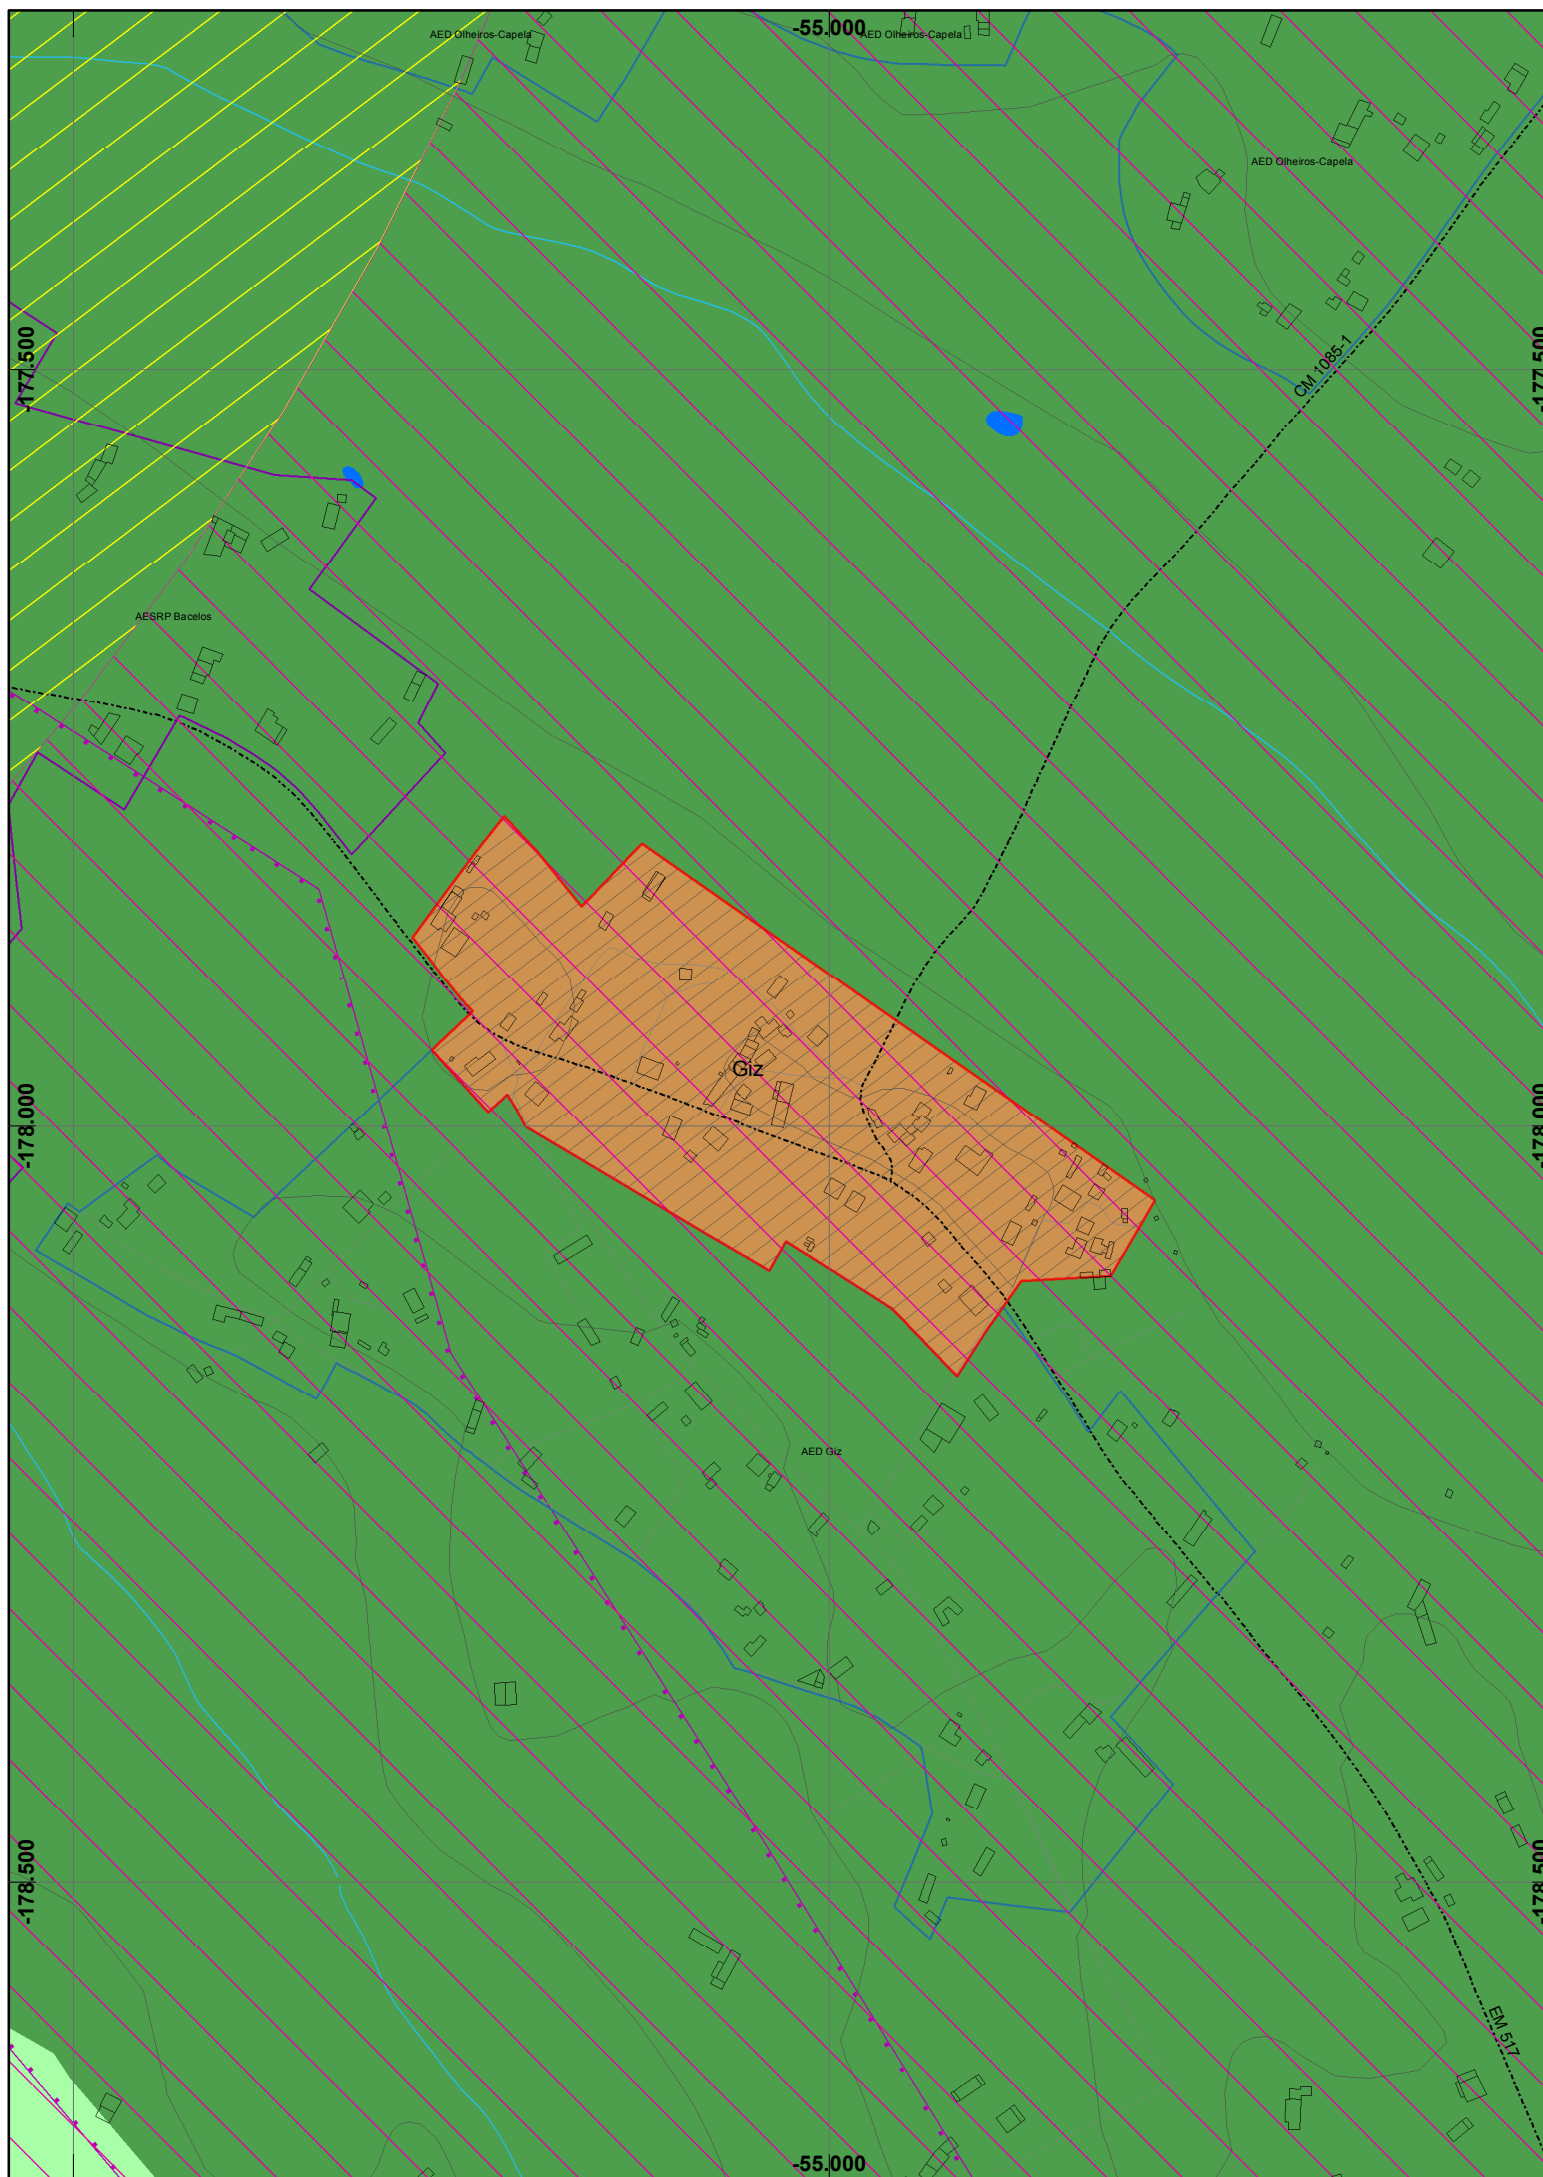 -55.000
AED Olheiros-Capela
AED Olheiros-Capela
AED Olheiros-Capela
-177.500
-177.500
CM 1085-1
AESRP Bacelos
Giz
-178.000
-178.000
AED Giz
-178.500
-178.500
EM 517
-55.000